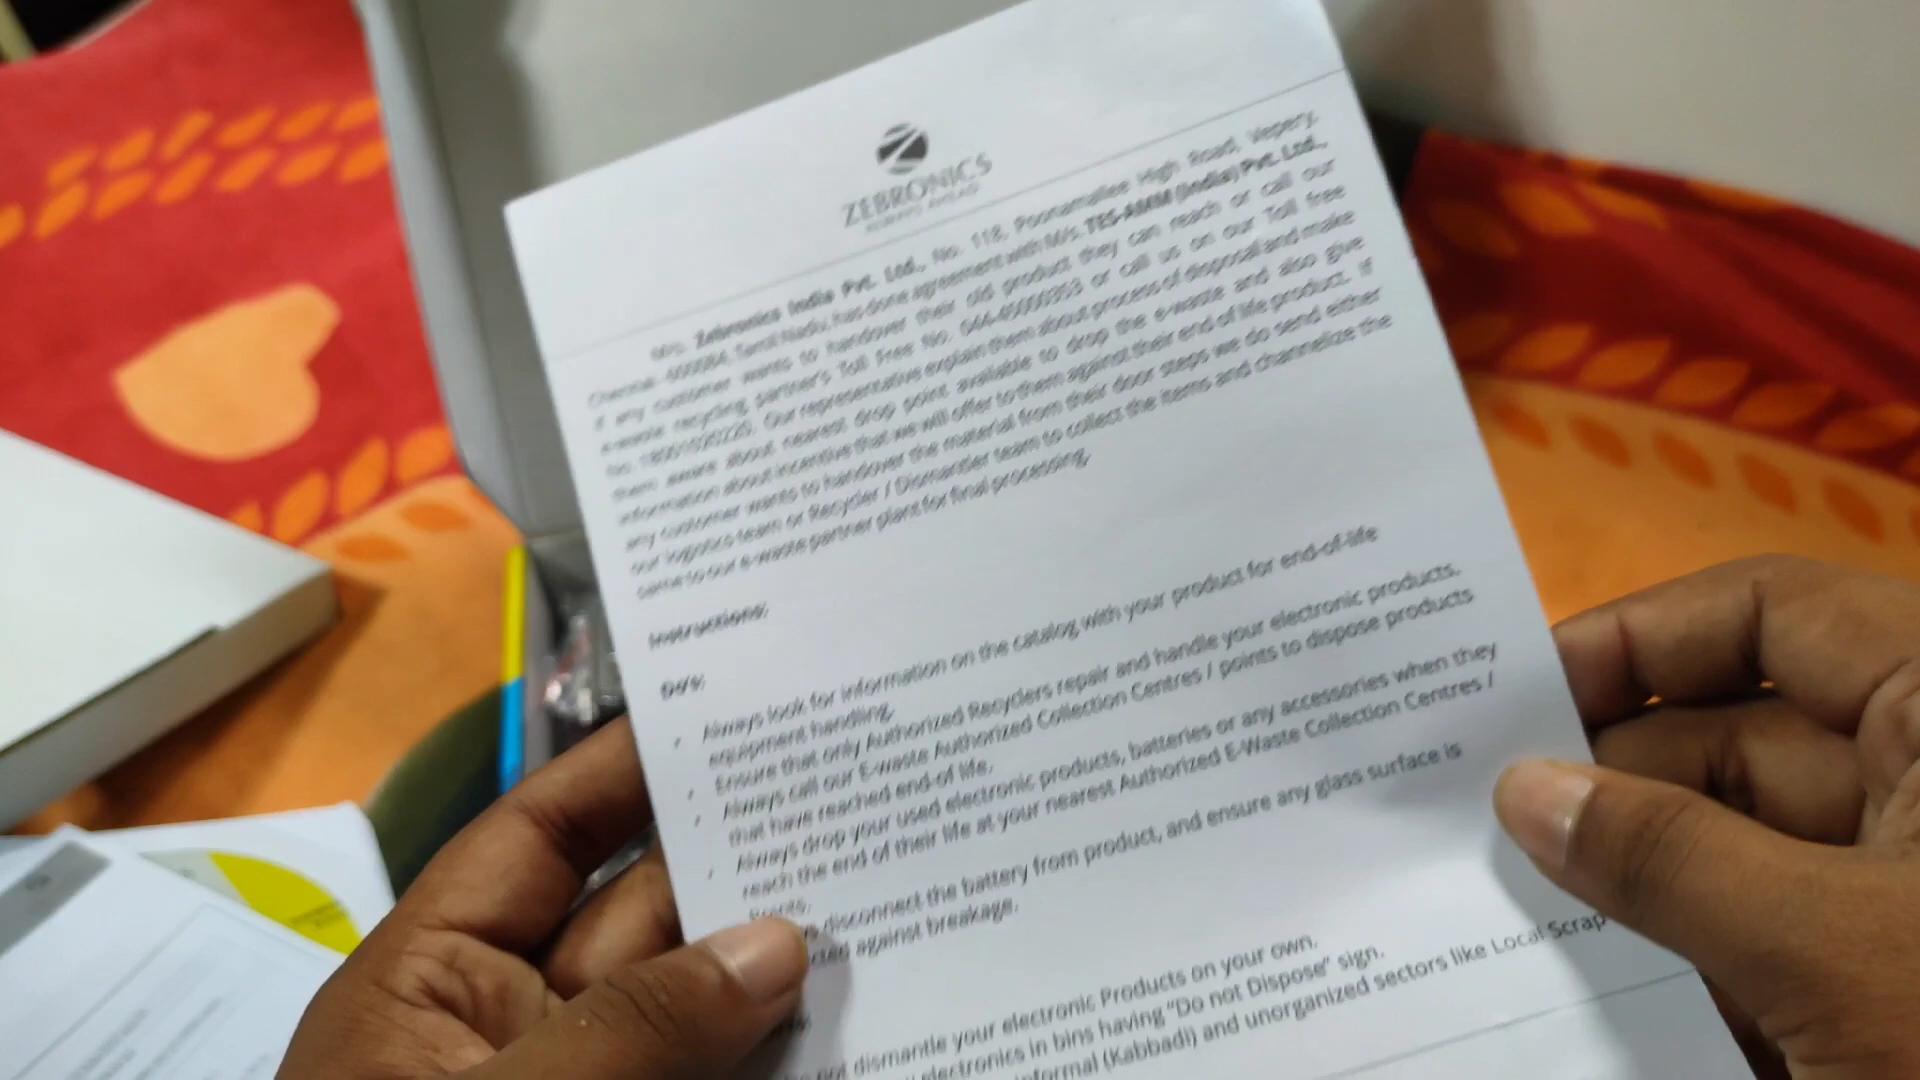 ZEBRONICS
ALWAYS AHEAD
M/s. Zebronics India Pvt. Ltd., No. 118, Poonamallee High Road, Vepery,
Chennai - 600084, Tamil Nadu, has done agreement with M/s. TES-AMM (India) Pvt. Ltd.,
if any customer wants to handover their old product they can reach or call our
e-waste recycling partner's Toll Free No. or call us on our Toll free
No. Our representative explain them about process of disposal and make
them aware about nearest drop point available to drop the e-waste and also give
information about incentive that we will offer to them against their end of life product. If
any customer wants to handover the material from their door steps we do send either
our logistics team or Recycler / Dismantler team to collect the items and channelize the
same to our e-waste partner plant for final processing.
Instructions:
Do's:
Always look for information on the catalog with your product for end-of-life
equipment handling.
Ensure that only Authorized Recyclers repair and handle your electronic products.
Always call our E-waste Authorized Collection Centres / points to dispose products
that have reached end-of life.
Always drop your used electronic products, batteries or any accessories when they
reach the end of their life at your nearest Authorized E-Waste Collection Centres /
Points.
disconnect the battery from product, and ensure any glass surface is
against breakage.
not dismantle your electronic Products on your own.
electronics in bins having "Do not Dispose" sign.
informal (Kabbadi) and unorganized sectors like Local Scrap